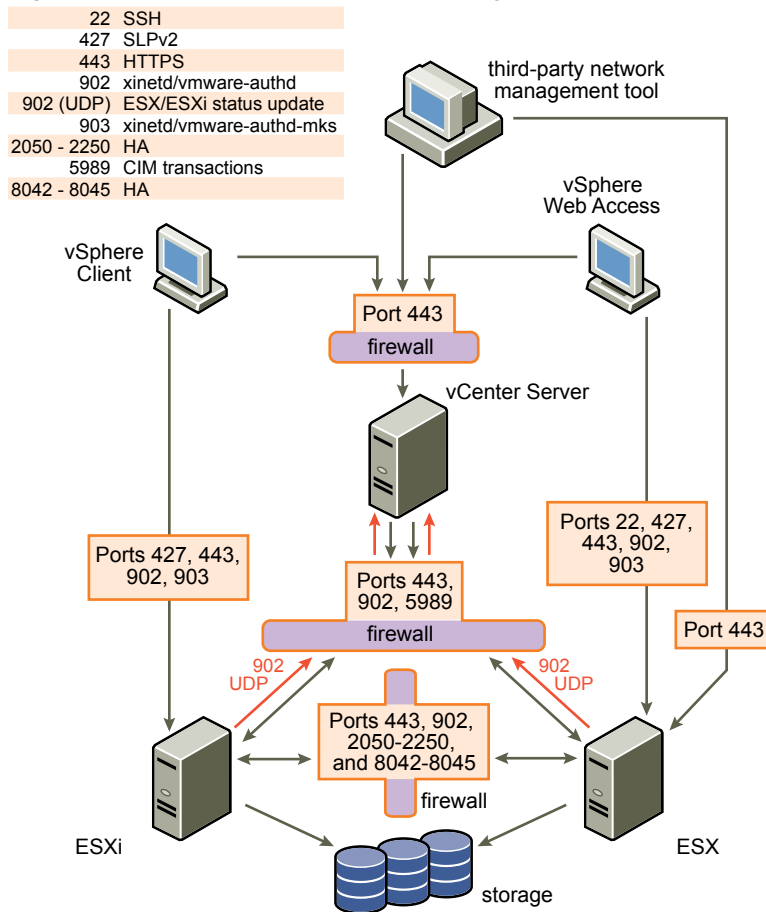 22 SSH
427 SLPv2
443 HTTPS
902 xinetd/vmware-authd
902 (UDP) ESX/ESXi status update
903 xinetd/vmware-authd-mks
2050 - 2250 HA
5989 CIM transactions
8042 - 8045 HA
third-party network
management tool
vSphere
Web Access
vSphere
Client
Port 443
firewall
vCenter Server
Ports 427, 443,
902, 903
Ports 22, 427,
443, 902,
903
Ports 443,
902, 5989
firewall
Port 443
902
UDP
902
UDP
Ports 443, 902,
2050-2250,
and 8042-8045
firewall
ESXi
ESX
storage